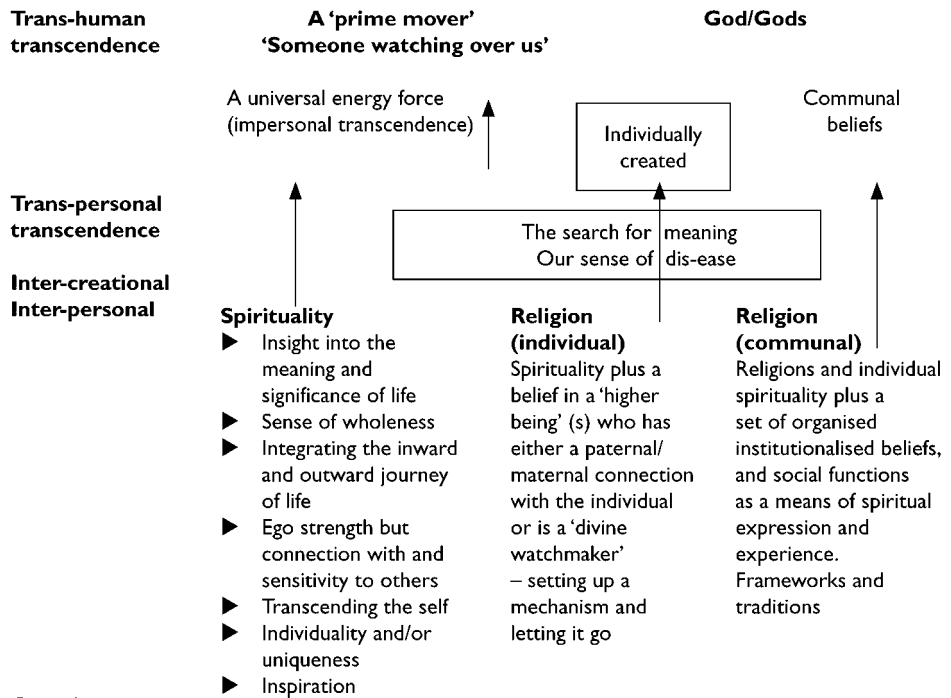 Trans-human
transcendence
A ‘prime mover’
‘Someone watching over us’
God/Gods
A universal energy force
(impersonal transcendence)
Individually
created
Communal
beliefs
Trans-personal
transcendence
The search for meaning
Our sense of dis-ease
Inter-creational
Inter-personal
Spirituality
▶ Insight into the
meaning and
significance of life
▶ Sense of wholeness
▶ Integrating the inward
and outward journey
of life
▶ Ego strength but
connection with and
sensitivity to others
▶ Transcending the self
▶ Individuality and/or
uniqueness
▶ Inspiration
Religion
(individual)
Spirituality plus a
belief in a ‘higher
being’ (s) who has
either a paternal/
maternal connection
with the individual
or is a ‘divine
watchmaker’
– setting up a
mechanism and
letting it go
Religion
(communal)
Religions and individual
spirituality plus a
set of organised
institutionalised beliefs,
and social functions
as a means of spiritual
expression and
experience.
Frameworks and
traditions